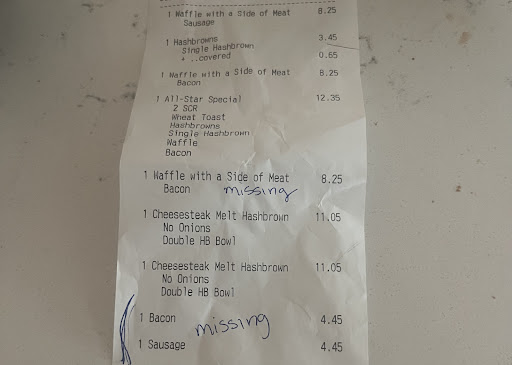 1 Waffle with a Side of Meat 8.25
Sausage
1 Hashbrowns 3.45
Single Hashbrown
+ ..covered 0.65
1 Waffle with a Side of Meat 8.25
Bacon
1 All-Star Special 12.35
2 SCR
Wheat Toast
Hashbrowns
Single Hashbrown
Waffle
Bacon
1 Waffle with a Side of Meat 8.25
Bacon missing
1 Cheesesteak Melt Hashbrown 11.05
No Onions
Double HB Bowl
1 Cheesesteak Melt Hashbrown 11.05
No Onions
Double HB Bowl
1 Bacon 4.45
missing
1 Sausage 4.45